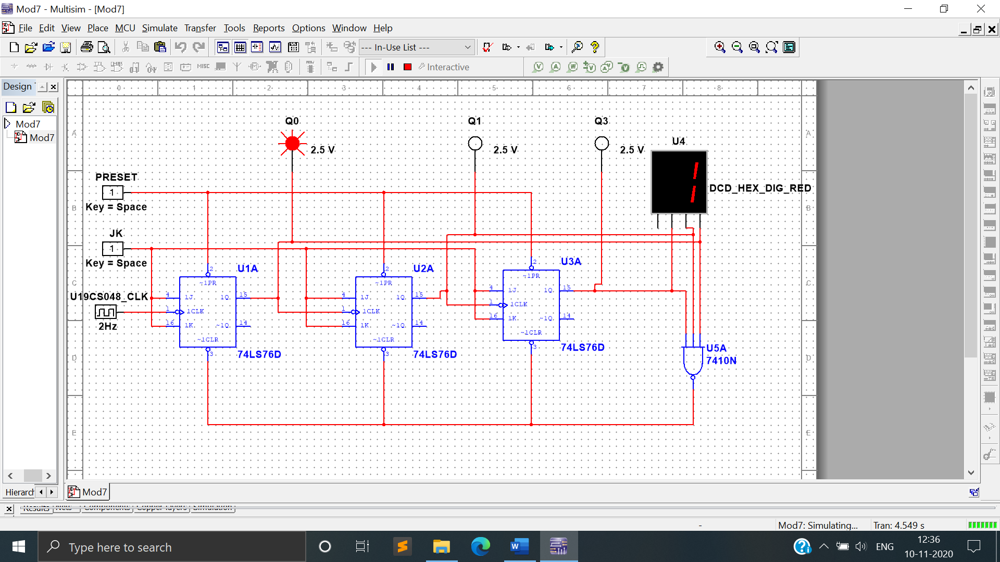 Mod7 - Multisim - [Mod7]
File Edit View Place MCU Simulate Transfer Tools Reports Options Window Help
--- In-Use List ---
MISC
Interactive
Design
0 1 2 3 4 5 6 7 8
Mod7
Mod7
A A
B B
C C
D D
E E
Q0
2.5 V
Q1
2.5 V
Q3
2.5 V
U4
DCD_HEX_DIG_RED
1
PRESET
1
Key = Space
JK
1
Key = Space
U19CS048_CLK
2Hz
U1A
2
~1PR
4 1J 1Q 15
1 1CLK
16 1K ~1Q 14
~1CLR
3
74LS76D
U2A
2
~1PR
4 1J 1Q 15
1 1CLK
16 1K ~1Q 14
~1CLR
3
74LS76D
U3A
2
~1PR
4 1J 1Q 15
1 1CLK
16 1K ~1Q 14
~1CLR
3
74LS76D
U5A
7410N
Hierarch
Mod7
Results Nets Components Copper layers Simulation
- Mod7: Simulating... Tran: 4.549 s
Type here to search
ENG
12:36
10-11-2020